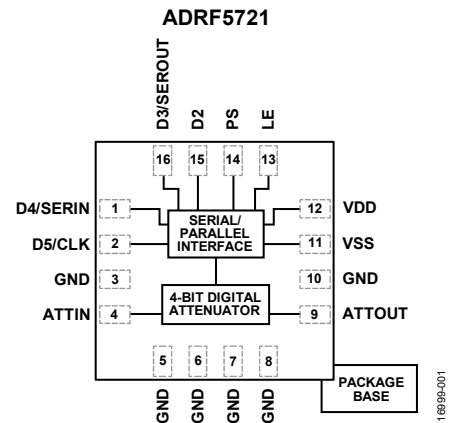 ADRF5721
D3/SEROUT
D2
PS
LE
16
15
14
13
D4/SERIN
1
SERIAL/
PARALLEL
INTERFACE
12
VDD
D5/CLK
2
11
VSS
GND
3
10
GND
ATTIN
4
4-BIT DIGITAL
ATTENUATOR
9
ATTOUT
5
6
7
8
GND
GND
GND
GND
PACKAGE
BASE
16999-001